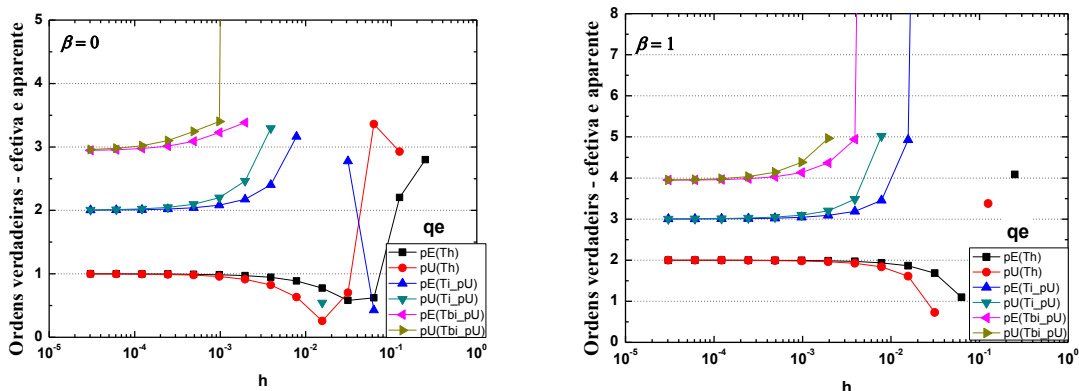 Ordens verdadeiras - efetiva e aparente
β=0
5
4
3
2
1
0
qe
pE(Th)
pU(Th)
pE(Ti_pU)
pU(Ti_pU)
pE(Tbi_pU)
pU(Tbi_pU)
10^-5 10^-4 10^-3 10^-2 10^-1 10^0
h
Ordens verdadeirs - efetiva e aparente
β=1
8
7
6
5
4
3
2
1
0
qe
pE(Th)
pU(Th)
pE(Ti_pU)
pU(Ti_pU)
pE(Tbi_pU)
pU(Tbi_pU)
10^-5 10^-4 10^-3 10^-2 10^-1 10^0
h